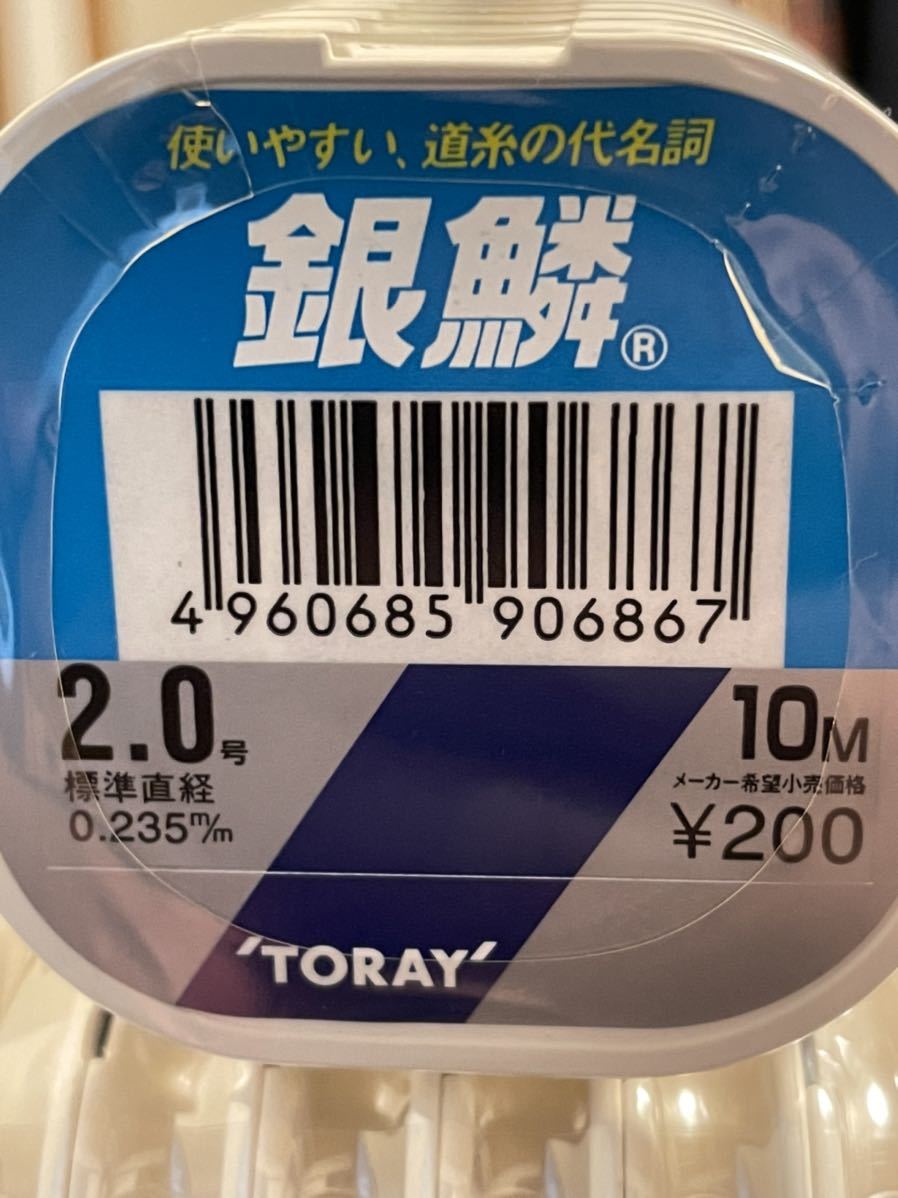 使いやすい、道糸の代名詞
銀鱗®
4 960685 906867
2.0号
標準直経
0.235m/m
10M
メーカー希望小売価格
¥200
'TORAY'